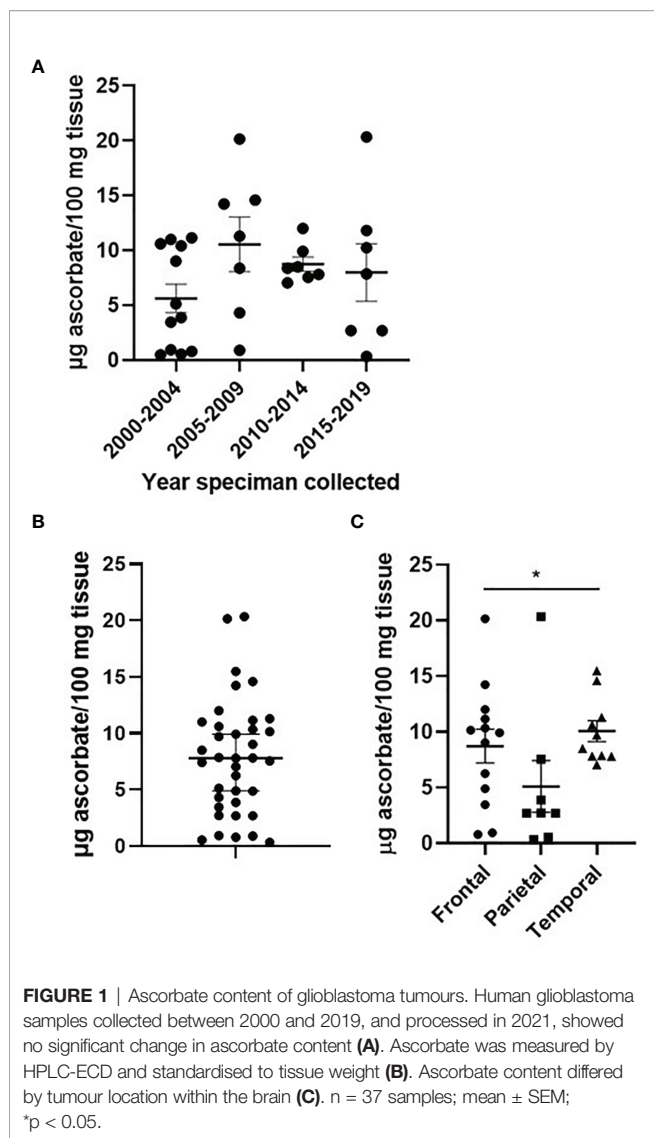 A
µg ascorbate/100 mg tissue
25
20
15
10
5
0
2000-2004
2005-2009
2010-2014
2015-2019
Year speciman collected
B
µg ascorbate/100 mg tissue
25
20
15
10
5
0
C
µg ascorbate/100 mg tissue
25
20
15
10
5
0
*
Frontal
Parietal
Temporal
FIGURE 1 | Ascorbate content of glioblastoma tumours. Human glioblastoma
samples collected between 2000 and 2019, and processed in 2021, showed
no significant change in ascorbate content (A). Ascorbate was measured by
HPLC-ECD and standardised to tissue weight (B). Ascorbate content differed
by tumour location within the brain (C). n = 37 samples; mean ± SEM;
*p < 0.05.